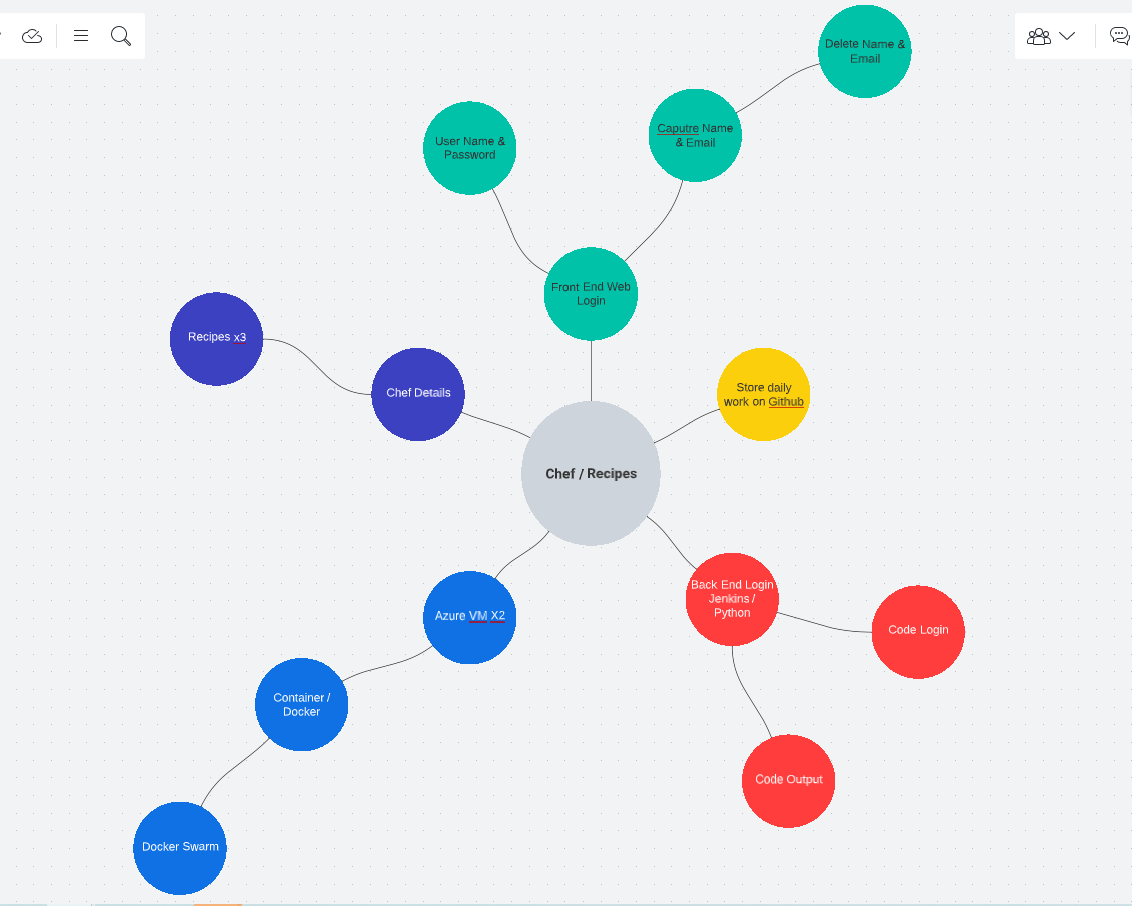 Delete Name &
Email
Caputre Name
& Email
User Name &
Password
Front End Web
Login
Recipes x3
Chef Details
Store daily
work on Github
Chef / Recipes
Back End Login
Jenkins /
Python
Azure VM X2
Code Login
Container /
Docker
Code Output
Docker Swarm